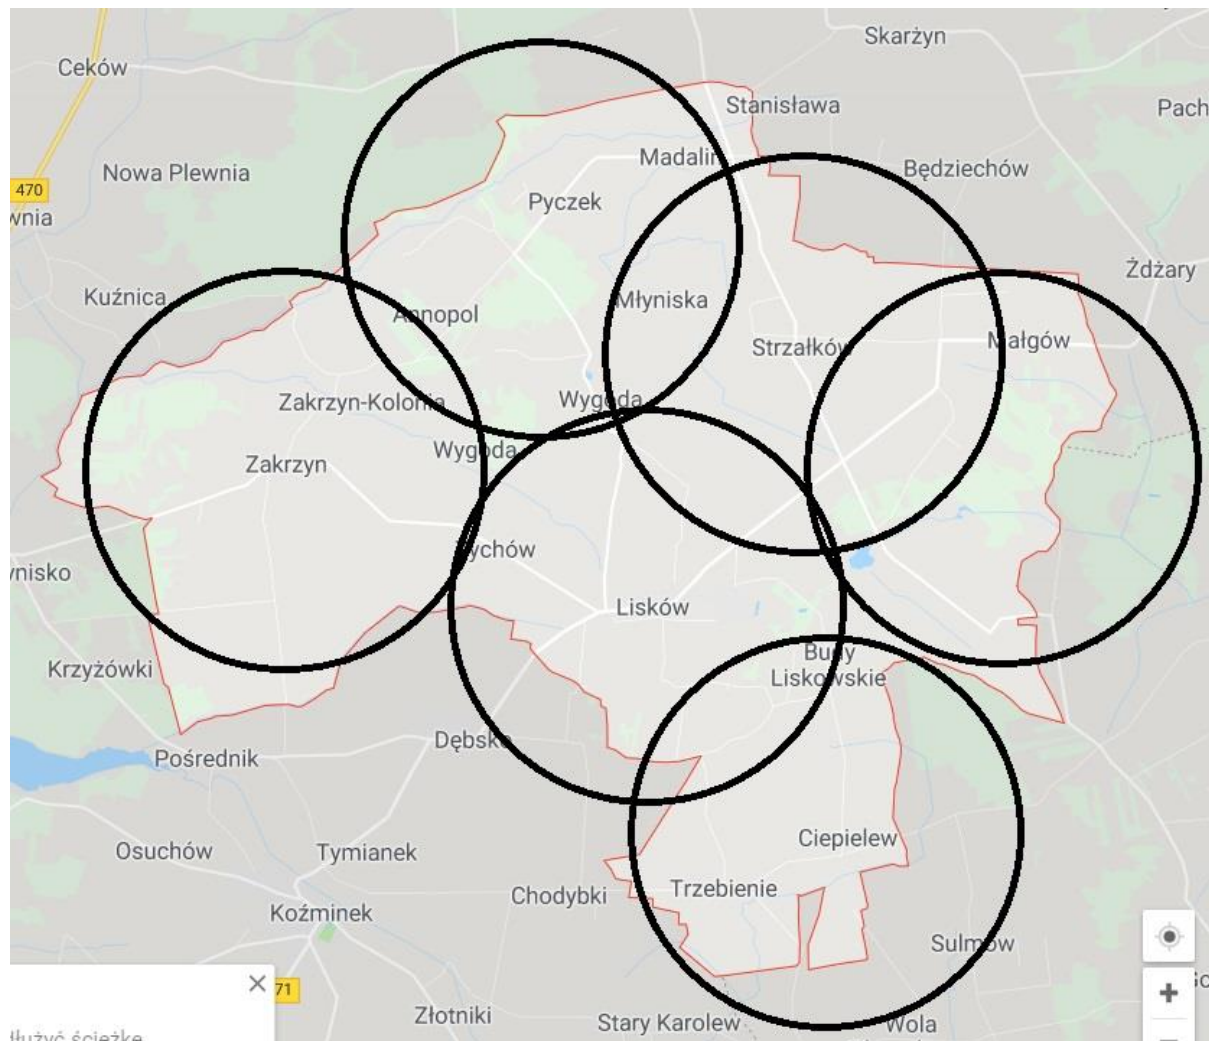 Skarżyn
Ceków
Stanisława
Pach
Madalin
Będziechów
Nowa Plewnia
470
wnia
Pyczek
Żdżary
Kuźnica
Młyniska
Annopol
Strzałków
Małgów
Zakrzyn-Kolonia
Wygoda
Wygoda
Zakrzyn
ychów
ynisko
Lisków
Budy
Liskowskie
Krzyżówki
Dębsko
Pośrednik
Ciepielew
Osuchów
Tymianek
Trzebienie
Chodybki
Koźminek
Sulmów
71
Złotniki
Stary Karolew
Wola